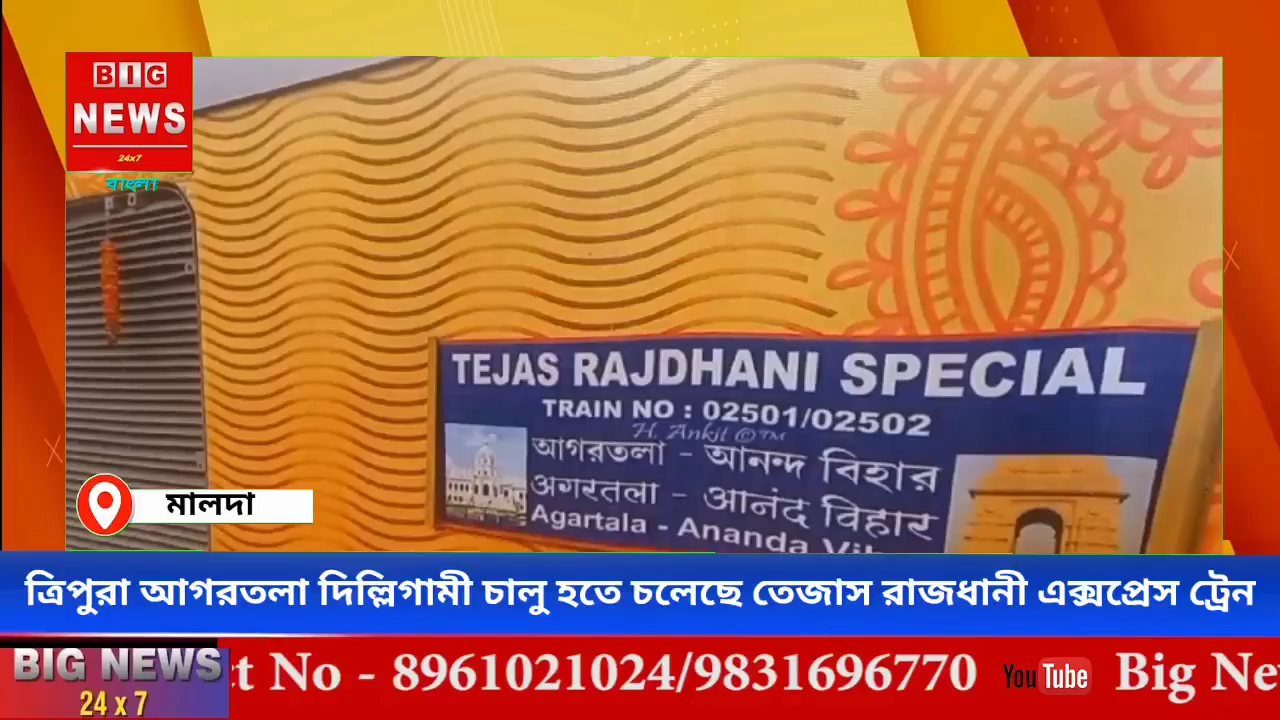 BIG
NEWS
24x7
বাংলা
TEJAS RAJDHANI SPECIAL
TRAIN NO : 02501/02502
H. Ankit ©™
আগরতলা - আনন্দ বিহার
अगरतला - आनंद विहार
Agartala - Ananda
মালদা
ত্রিপুরা আগরতলা দিল্লিগামী চালু হতে চলেছে তেজাস রাজধানী এক্সপ্রেস ট্রেন
BIG NEWS
24 x 7
No - 8961021024/9831696770 YouTube Big